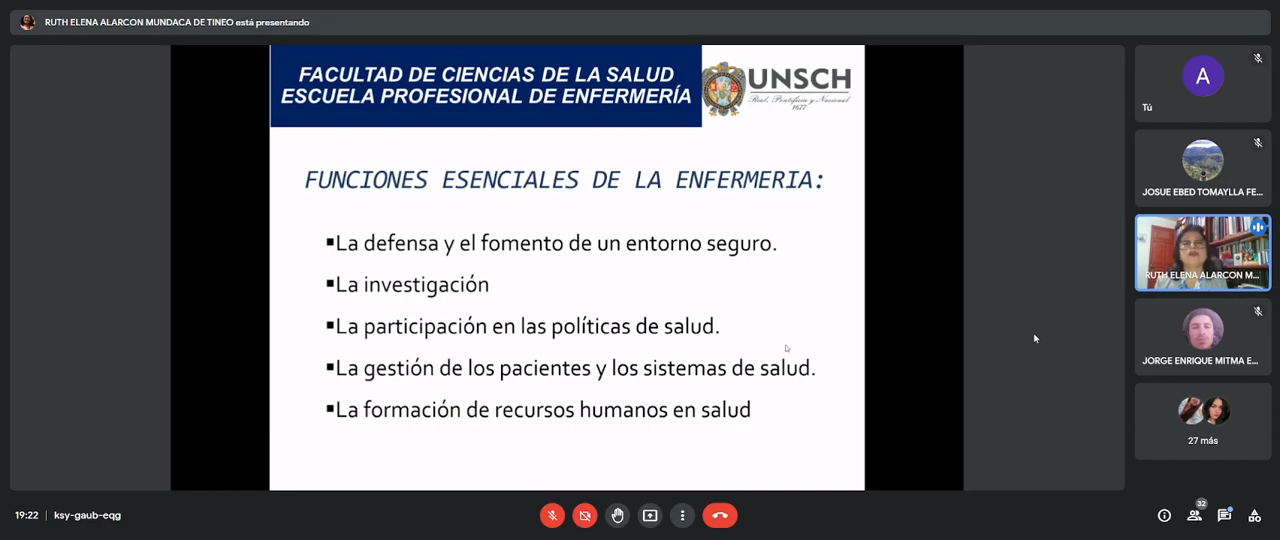 RUTH ELENA ALARCON MUNDACA DE TINEO está presentando
FACULTAD DE CIENCIAS DE LA SALUD
ESCUELA PROFESIONAL DE ENFERMERÍA
UNSCH
Real, Pontificia y Nacional
1677
FUNCIONES ESENCIALES DE LA ENFERMERIA:
▪La defensa y el fomento de un entorno seguro.
▪La investigación
▪La participación en las políticas de salud.
▪La gestión de los pacientes y los sistemas de salud.
▪La formación de recursos humanos en salud
A
Tú
JOSUE EBED TOMAYLLA FE...
RUTH ELENA ALARCON M...
JORGE ENRIQUE MITMA E...
27 más
19:22 | ksy-gaub-eqg
32